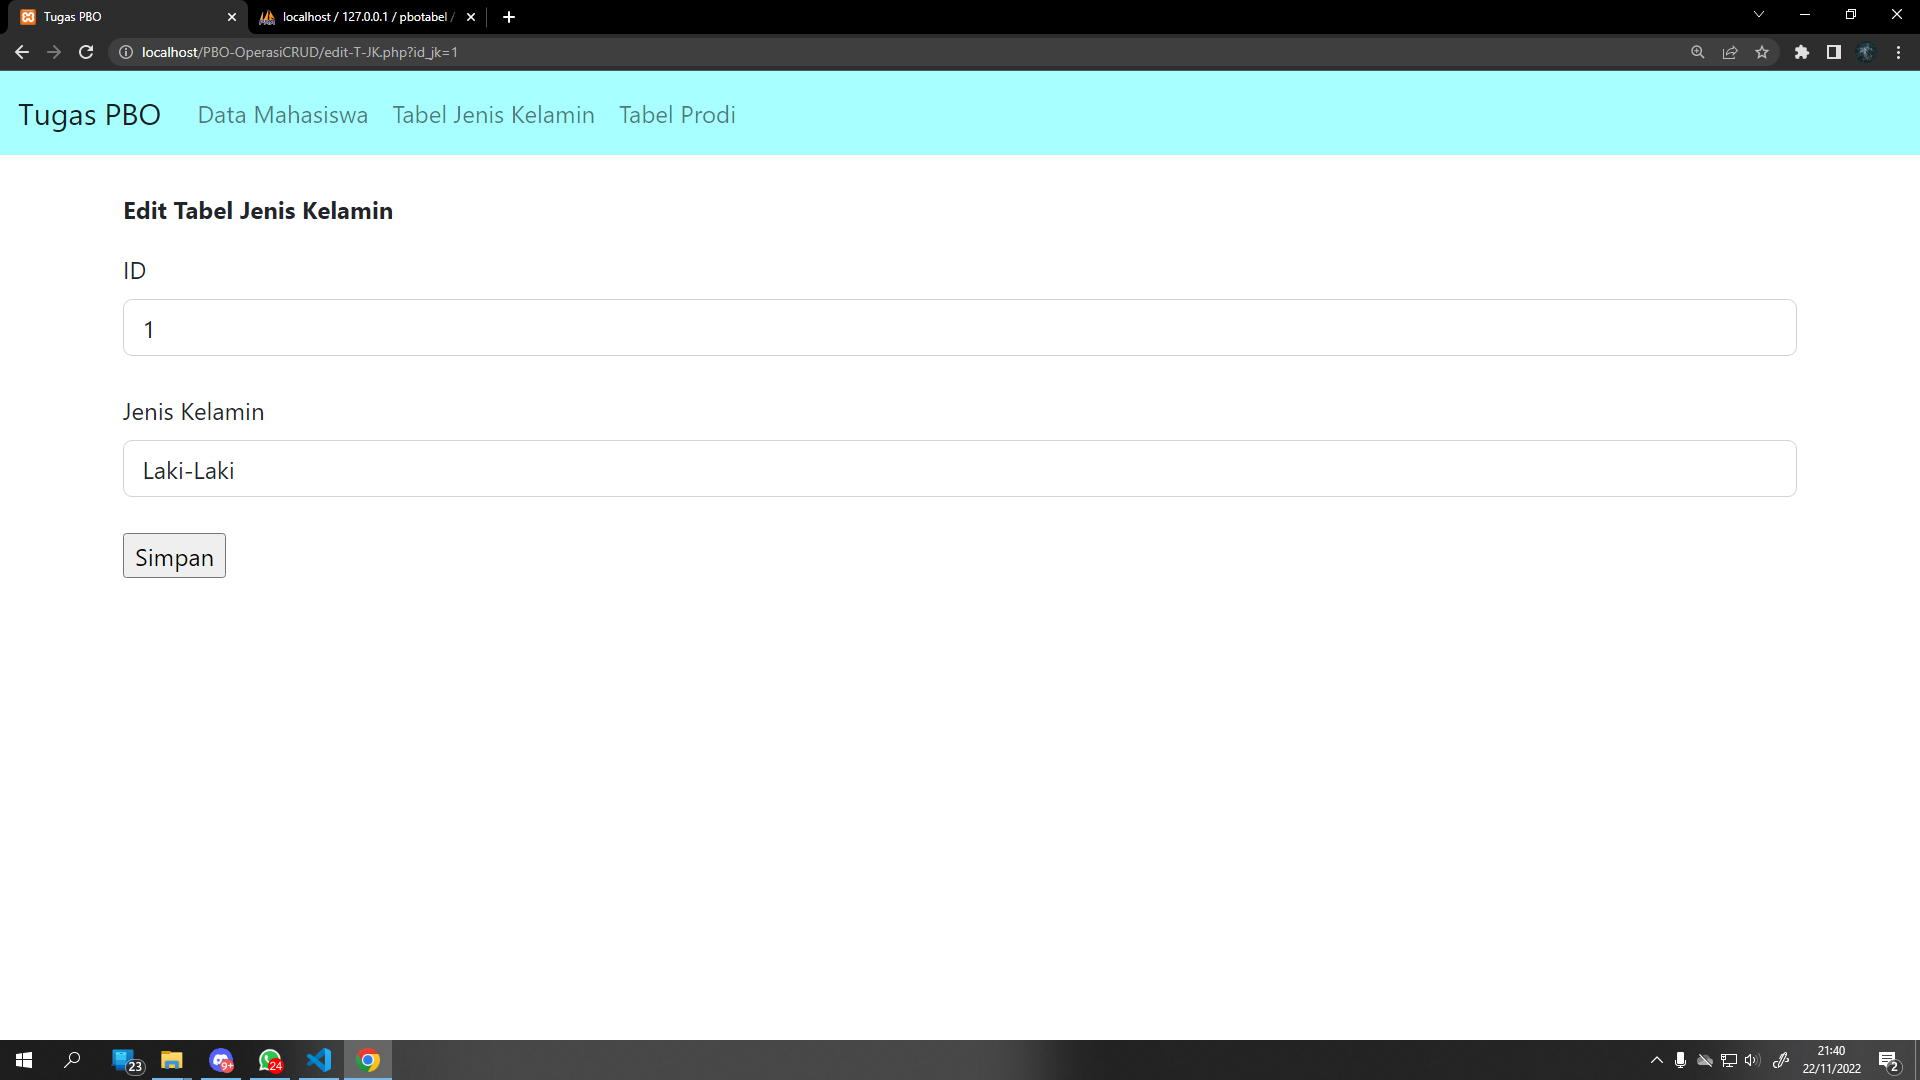 Tugas PBO
localhost / 127.0.0.1 / pbotabel /
localhost/PBO-OperasiCRUD/edit-T-JK.php?id_jk=1
Tugas PBO Data Mahasiswa Tabel Jenis Kelamin Tabel Prodi
Edit Tabel Jenis Kelamin
ID
1
Jenis Kelamin
Laki-Laki
Simpan
23
9+
24
21:40
22/11/2022
2